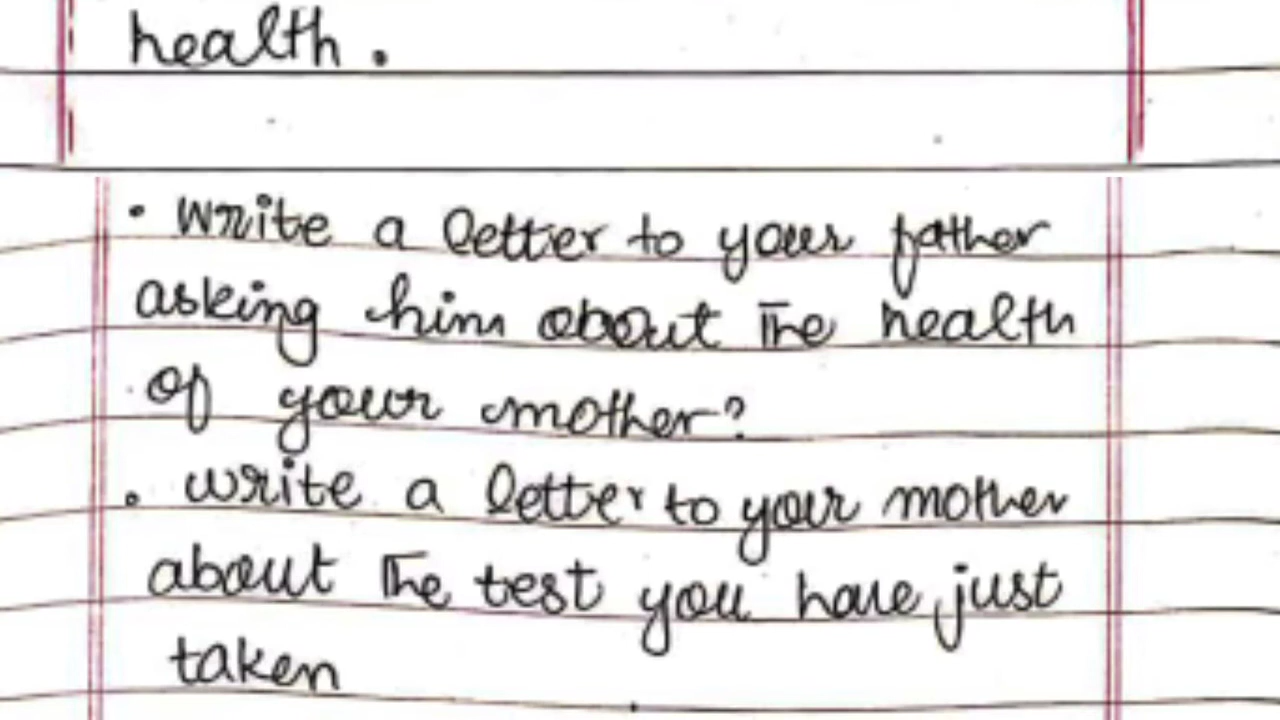 health.
• Write a letter to your father
asking him about the health
of your mother?
. write a letter to your mother
about the test you have just
taken